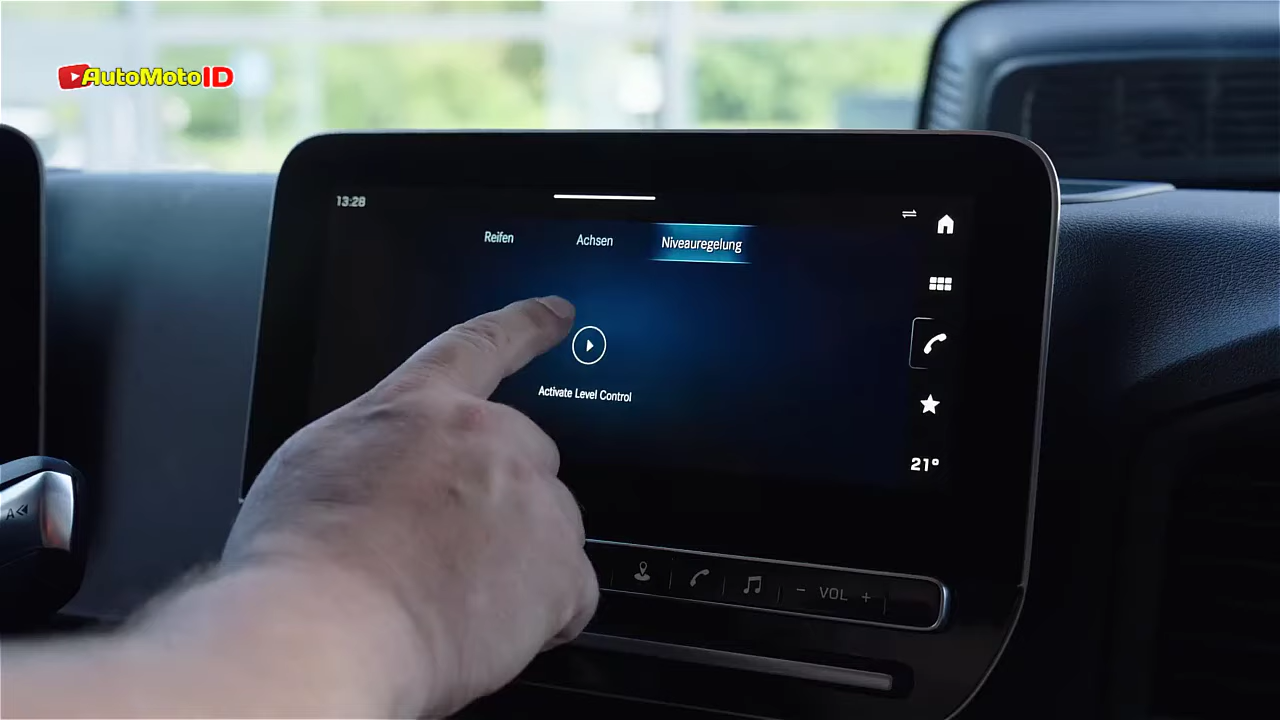 AutoMotoID
13:28
Reifen
Achsen
Niveauregelung
Activate Level Control
21°
A
− VOL +